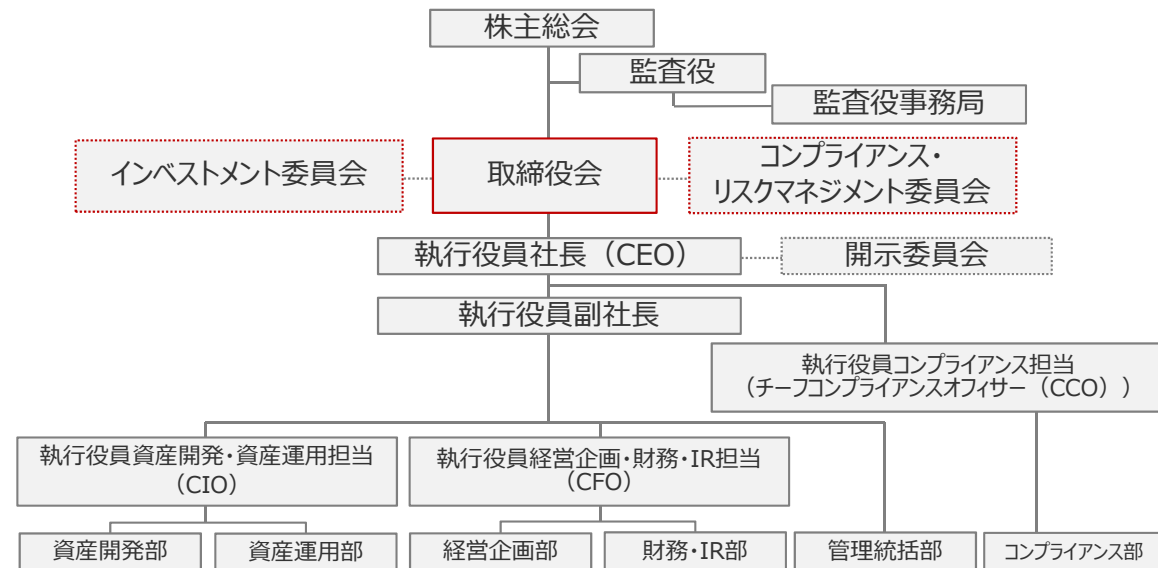 株主総会
監査役
監査役事務局
インベストメント委員会
取締役会
コンプライアンス・
リスクマネジメント委員会
執行役員社長（CEO）
開示委員会
執行役員副社長
執行役員コンプライアンス担当
（チーフコンプライアンスオフィサー（CCO））
執行役員資産開発・資産運用担当
（CIO）
執行役員経営企画・財務・IR担当
（CFO）
資産開発部
資産運用部
経営企画部
財務・IR部
管理統括部
コンプライアンス部